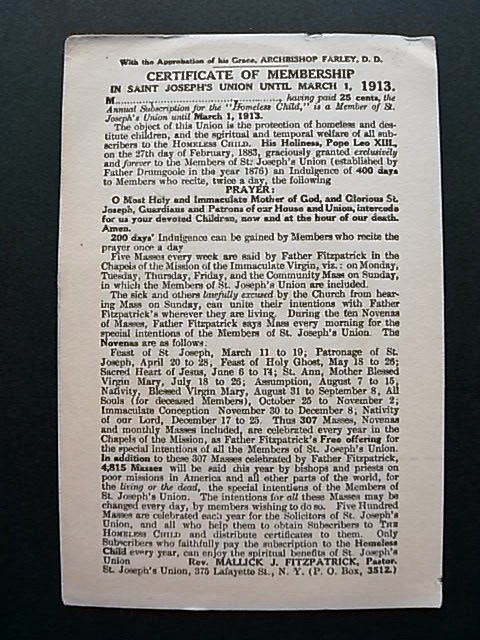 With the Approbation of his Grace, ARCHBISHOP FARLEY, D. D.
CERTIFICATE OF MEMBERSHIP
IN SAINT JOSEPH'S UNION UNTIL MARCH 1, 1913.
M..............................................., having paid 25 cents, the
Annual Subscription for the "Homeless Child," is a Member of St.
Joseph's Union until March 1, 1913.
The object of this Union is the protection of homeless and des-
titute children, and the spiritual and temporal welfare of all sub-
scribers to the HOMELESS CHILD. His Holiness, Pope Leo XIII.,
on the 27th day of February, 1883, graciously granted exclusively
and forever to the Members of St. Joseph's Union (established by
Father Drumgoole in the year 1876) an Indulgence of 400 days
to Members who recite, twice a day, the following
PRAYER:
O Most Holy and Immaculate Mother of God, and Glorious St.
Joseph, Guardians and Patrons of our House and Union, intercede
for us your devoted Children, now and at the hour of our death.
Amen.
200 days' Indulgence can be gained by Members who recite the
prayer once a day
Five Masses every week are said by Father Fitzpatrick in the
Chapels of the Mission of the Immaculate Virgin, viz.: on Monday,
Tuesday, Thursday, Friday, and the Community Mass on Sunday,
in which the Members of St. Joseph's Union are included.
The sick and others lawfully excused by the Church from hear-
ing Mass on Sunday, can unite their intentions with Father
Fitzpatrick's wherever they are living. During the ten Novenas
of Masses, Father Fitzpatrick says Mass every morning for the
special intentions of the Members of St. Joseph's Union. The
Novenas are as follows:
Feast of St Joseph, March 11 to 19; Patronage of St.
Joseph, April 20 to 28; Feast of Holy Ghost, May 18 to 26;
Sacred Heart of Jesus, June 6 to 14; St. Ann, Mother Blessed
Virgin Mary, July 18 to 26; Assumption, August 7 to 15;
Nativity, Blessed Virgin Mary, August 31 to September 8, All
Souls (for deceased Members), October 25 to November 2;
Immaculate Conception November 30 to December 8; Nativity
of our Lord, December 17 to 25. Thus 307 Masses, Novenas
and monthly Masses included, are celebrated every year in the
Chapels of the Mission, as Father Fitzpatrick's Free offering for
the special intentions of all the Members of St. Joseph's Union.
In addition to these 307 Masses celebrated by Father Fitzpatrick,
4,815 Masses will be said this year by bishops and priests on
poor missions in America and all other parts of the world, for
the living or the dead, the special intentions of the Members of
St. Joseph's Union. The intentions for all these Masses may be
changed every day, by members wishing to do so. Five Hundred
Masses are celebrated each year for the Solicitors of St. Joseph's
Union, and all who help them to obtain Subscribers to THE
HOMELESS CHILD and distribute certificates to them. Only
Subscribers who faithfully pay the subscription to the Homeless
Child every year, can enjoy the spiritual benefits of St. Joseph's
Union Rev. MALLICK J. FITZPATRICK, Pastor.
St. Joseph's Union, 375 Lafayette St., N. Y. (P. O. Box, 3512.)